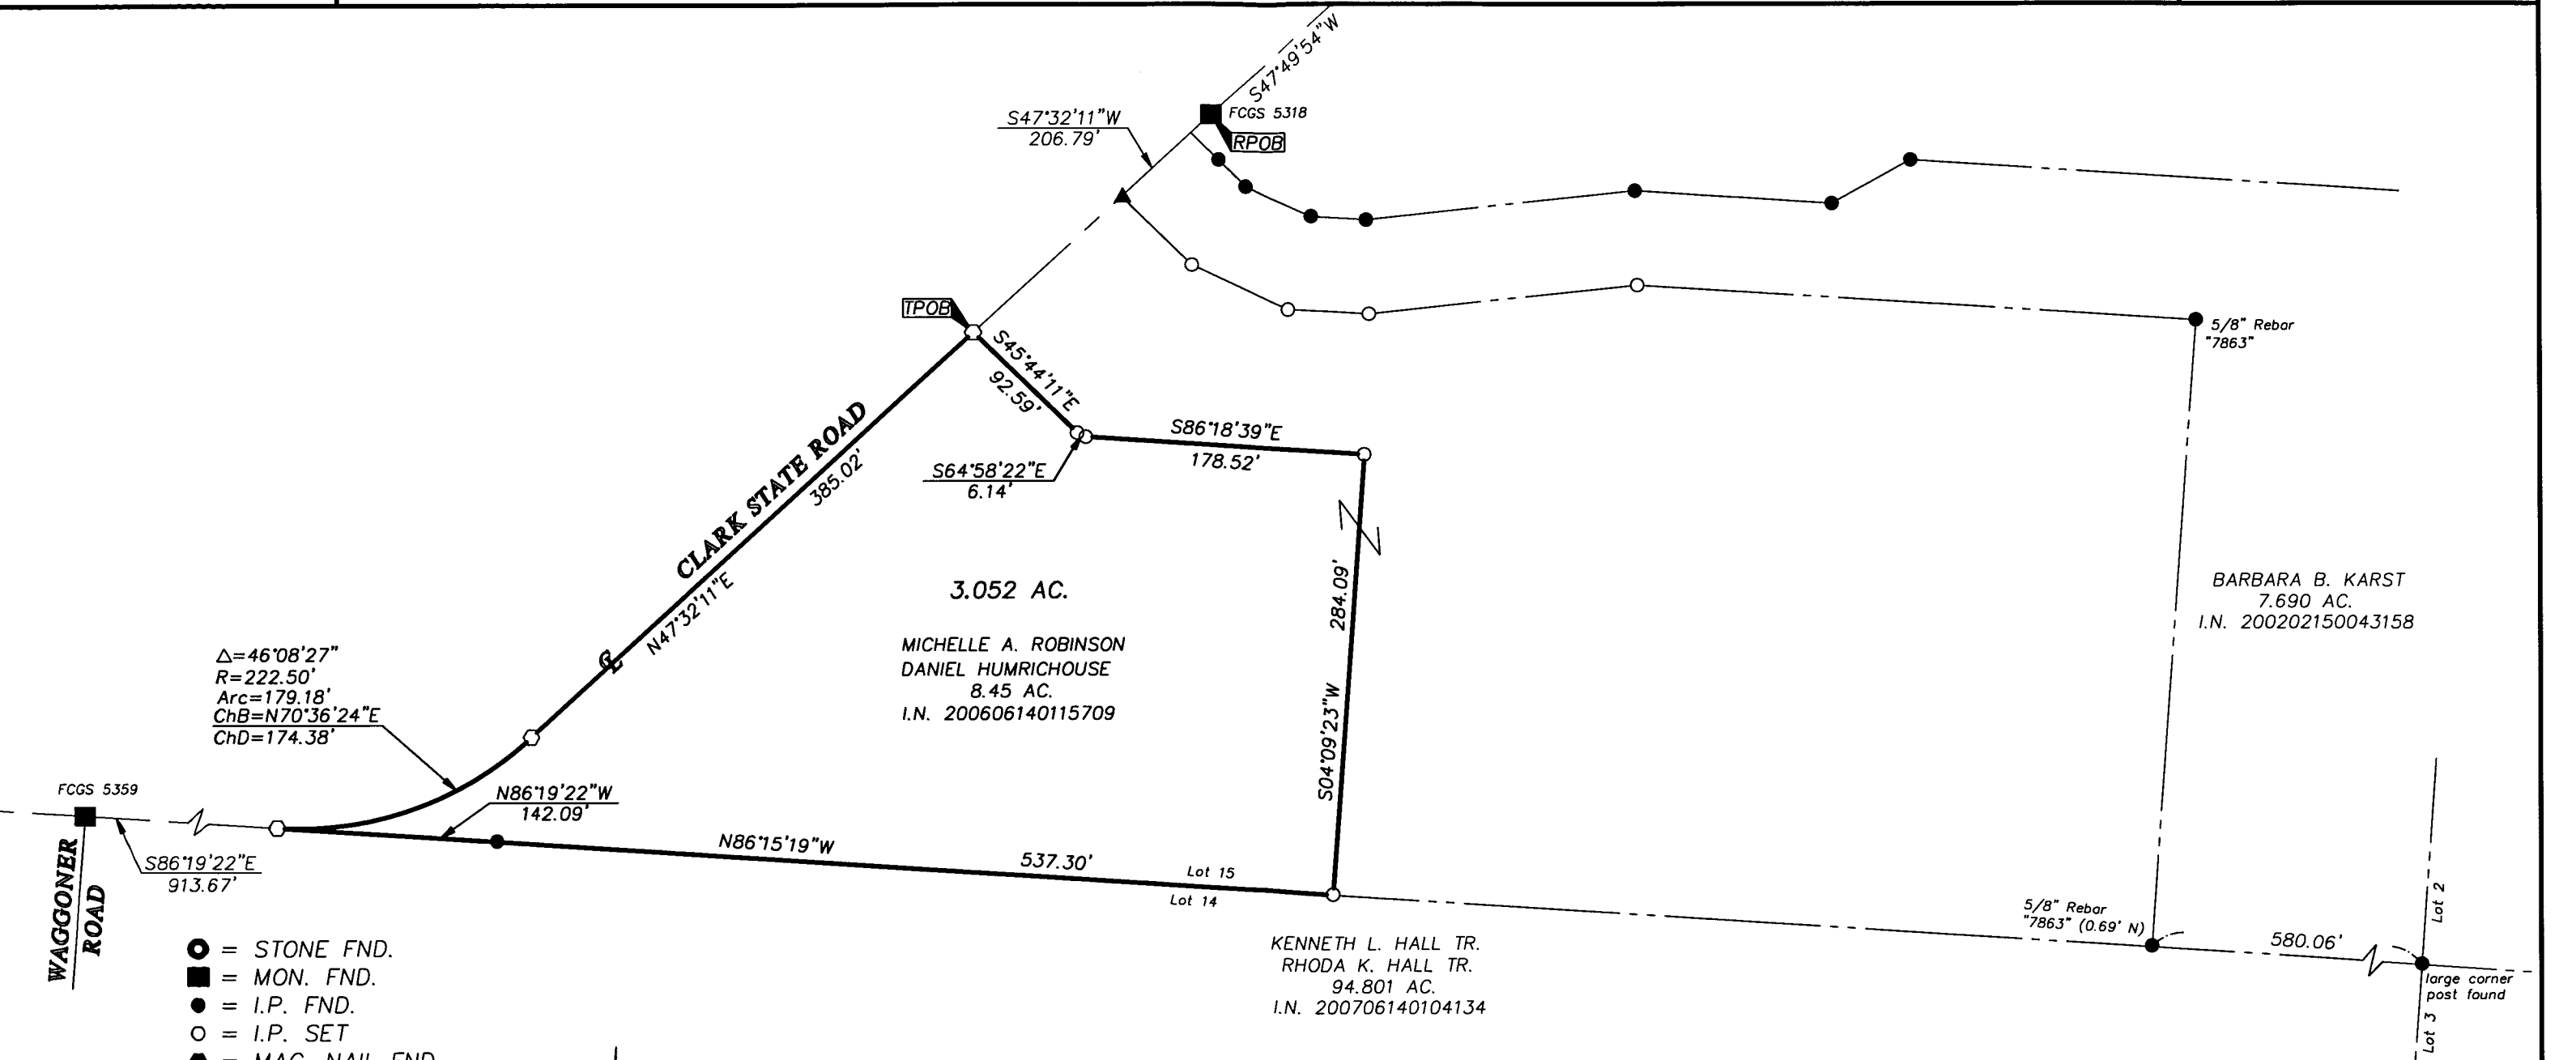 S47°49'54"W
FCGS 5318
RPOB
S47°32'11"W
206.79'
TPOB
S45°44'11"E
92.59'
S86°18'39"E
178.52'
S64°58'22"E
6.14'
5/8" Rebar
"7863"
CLARK STATE ROAD
385.02'
N47°32'11"E
℄
3.052 AC.
MICHELLE A. ROBINSON
DANIEL HUMRICHOUSE
8.45 AC.
I.N. 200606140115709
284.09'
S04°09'23"W
BARBARA B. KARST
7.690 AC.
I.N. 200202150043158
Δ=46°08'27"
R=222.50'
Arc=179.18'
ChB=N70°36'24"E
ChD=174.38'
FCGS 5359
N86°19'22"W
142.09'
S86°19'22"E
913.67'
WAGGONER
ROAD
N86°15'19"W
537.30'
Lot 15
Lot 14
5/8" Rebar
"7863" (0.69' N)
580.06'
Lot 2
Lot 3
large corner
post found
KENNETH L. HALL TR.
RHODA K. HALL TR.
94.801 AC.
I.N. 200706140104134
= STONE FND.
= MON. FND.
= I.P. FND.
= I.P. SET
= MAG. NAIL FND.